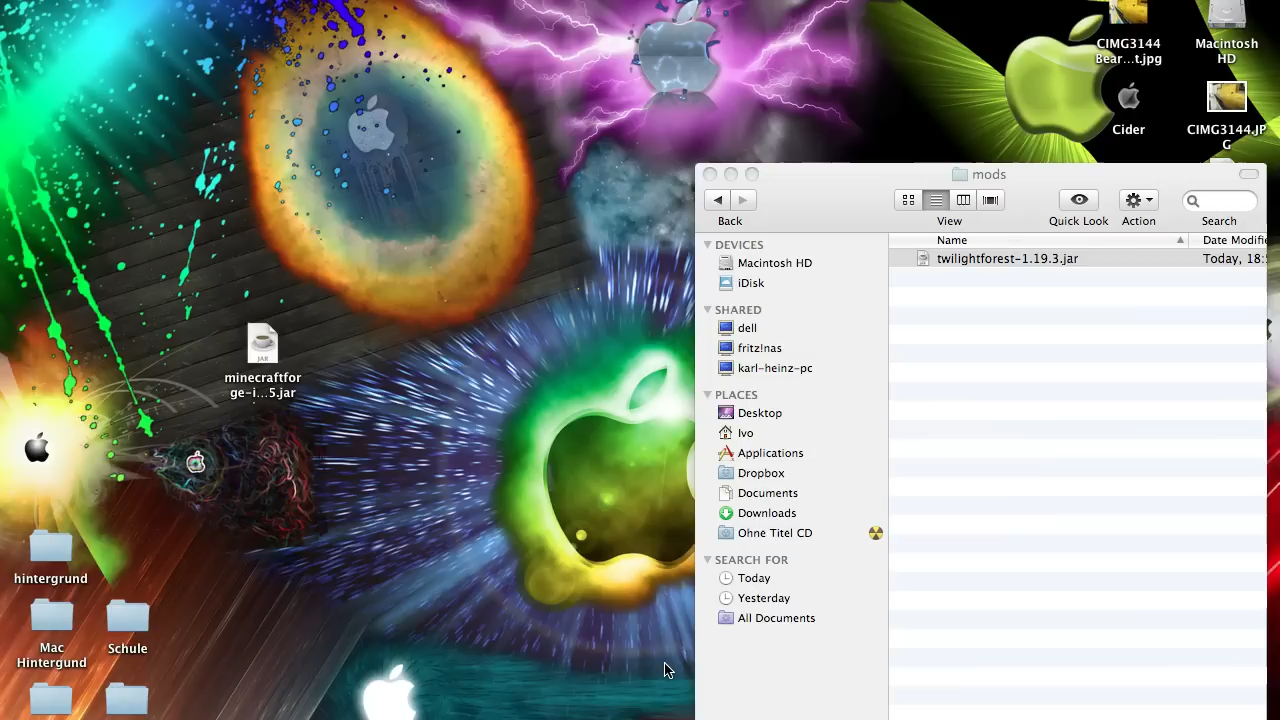 CIMG3144
Bear...t.jpg
Macintosh
HD
Cider
CIMG3144.JP
G
mods
Back
View
Quick Look
Action
Search
DEVICES
Macintosh HD
iDisk
SHARED
dell
fritz!nas
karl-heinz-pc
PLACES
Desktop
Ivo
Applications
Dropbox
Documents
Downloads
Ohne Titel CD
SEARCH FOR
Today
Yesterday
All Documents
Name
Date Modifi
twilightforest-1.19.3.jar
Today, 18:
JAR
minecraftfor
ge-i...5.jar
hintergrund
Mac
Hintergund
Schule